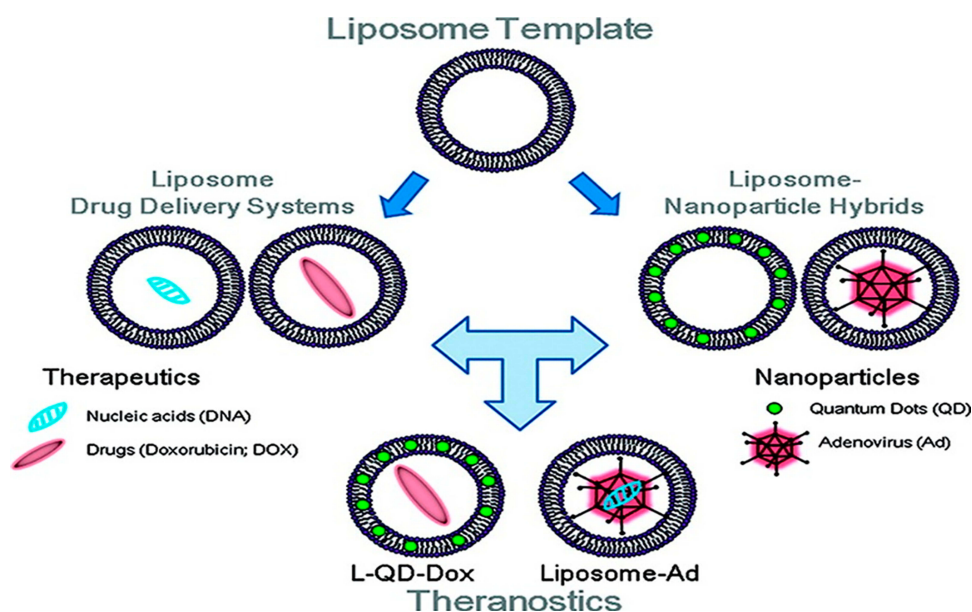 Liposome Template
Liposome
Drug Delivery Systems
Liposome-
Nanoparticle Hybrids
Therapeutics
Nucleic acids (DNA)
Drugs (Doxorubicin; DOX)
Nanoparticles
Quantum Dots (QD)
Adenovirus (Ad)
L-QD-Dox
Liposome-Ad
Theranostics